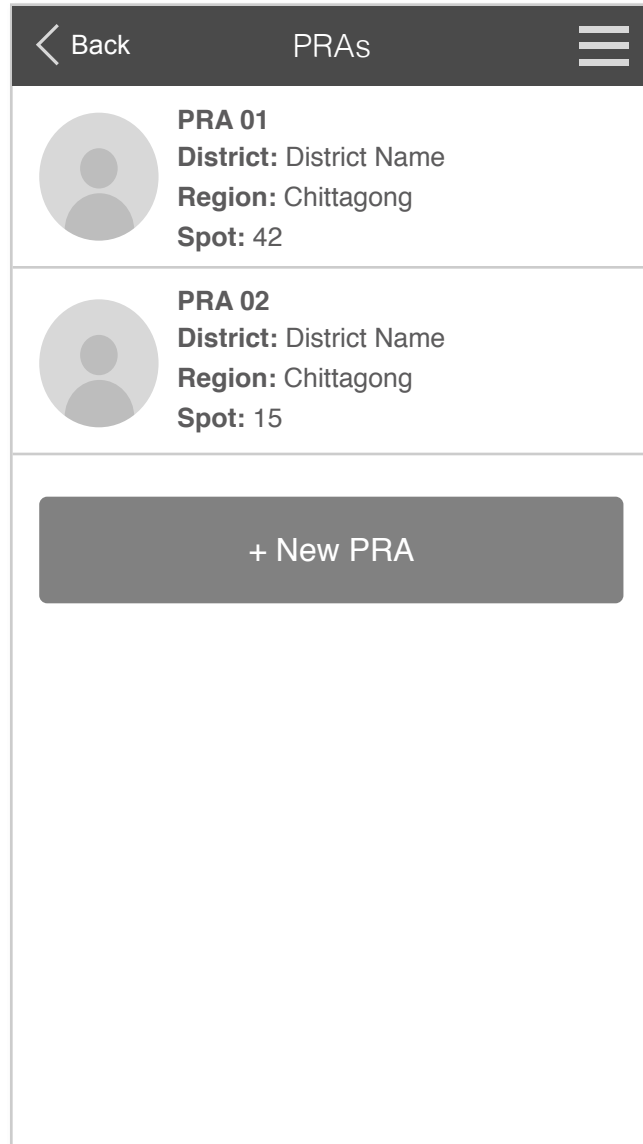 Back
PRAs
PRA 01
District: District Name
Region: Chittagong
Spot: 42
PRA 02
District: District Name
Region: Chittagong
Spot: 15
+ New PRA